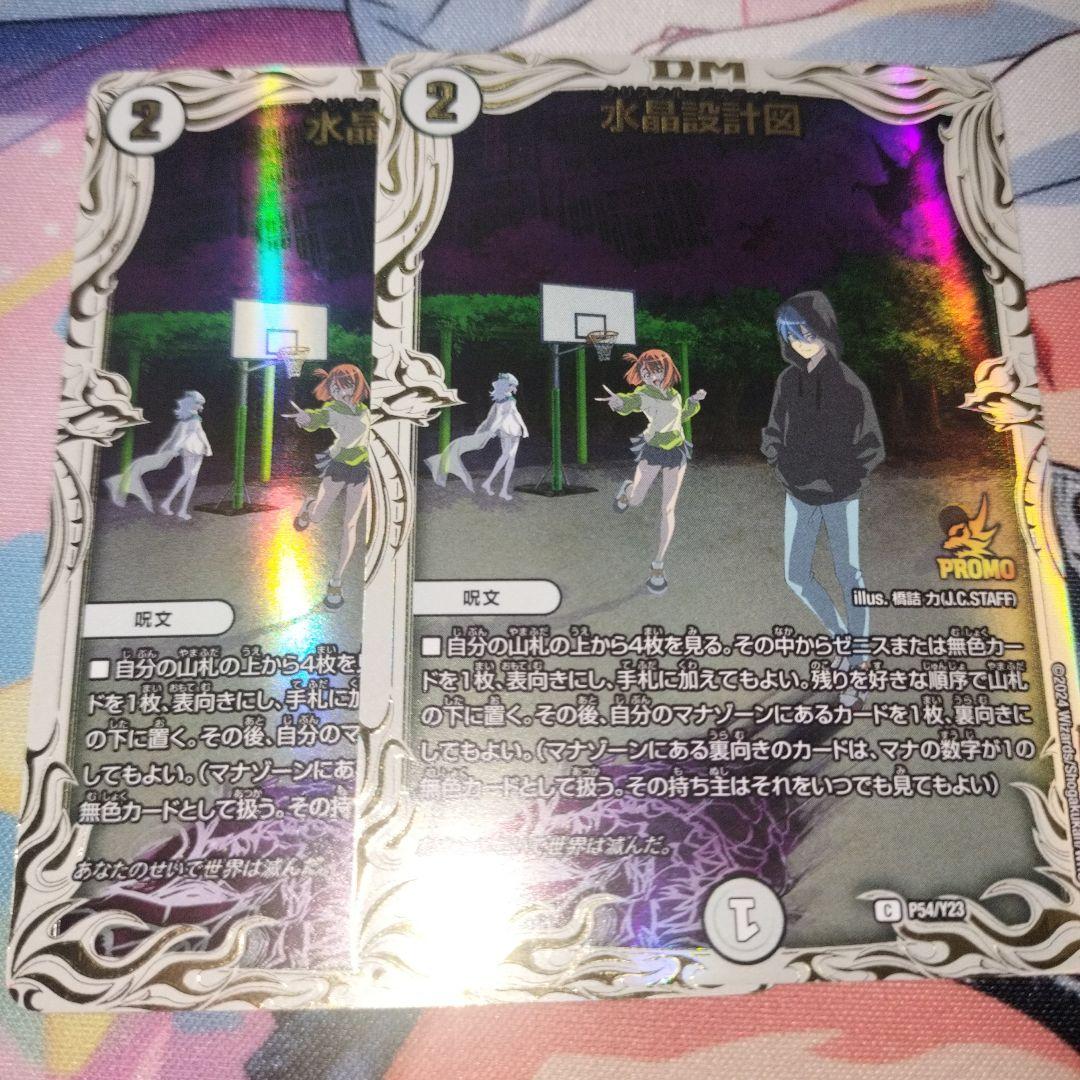 2
水晶
呪文
■自分の山札の上から4枚を見
ドを1枚、表向きにし、手札に加
の下に置く。その後、自分のマナ
してもよい。(マナゾーンにあ
無色カードとして扱う。その持
あなたのせいで世界は滅んだ。
DM
2
水晶設計図
PROMO
illus. 橋詰 力(J.C.STAFF)
呪文
■自分の山札の上から4枚を見る。その中からゼニスまたは無色カー
ドを1枚、表向きにし、手札に加えてもよい。残りを好きな順序で山札
の下に置く。その後、自分のマナゾーンにあるカードを1枚、裏向きに
してもよい。(マナゾーンにある裏向きのカードは、マナの数字が1の
無色カードとして扱う。その持ち主はそれをいつでも見てもよい)
世界は滅んだ。
1
C P54/Y23
©2024 Wizards/Shogakukan/